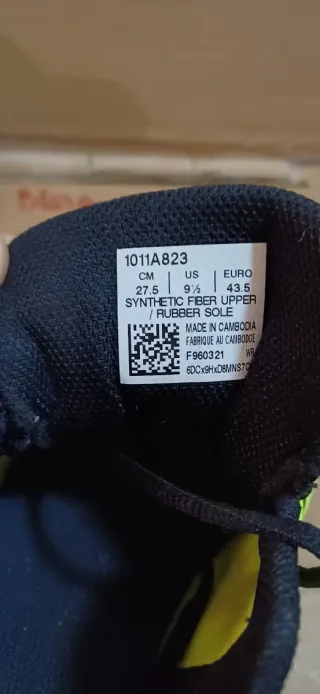 1011A823
CM | US | EURO
27.5 | 9½ | 43.5
SYNTHETIC FIBER UPPER
/ RUBBER SOLE
MADE IN CAMBODIA
FABRIQUE AU CAMBODGE
F960321